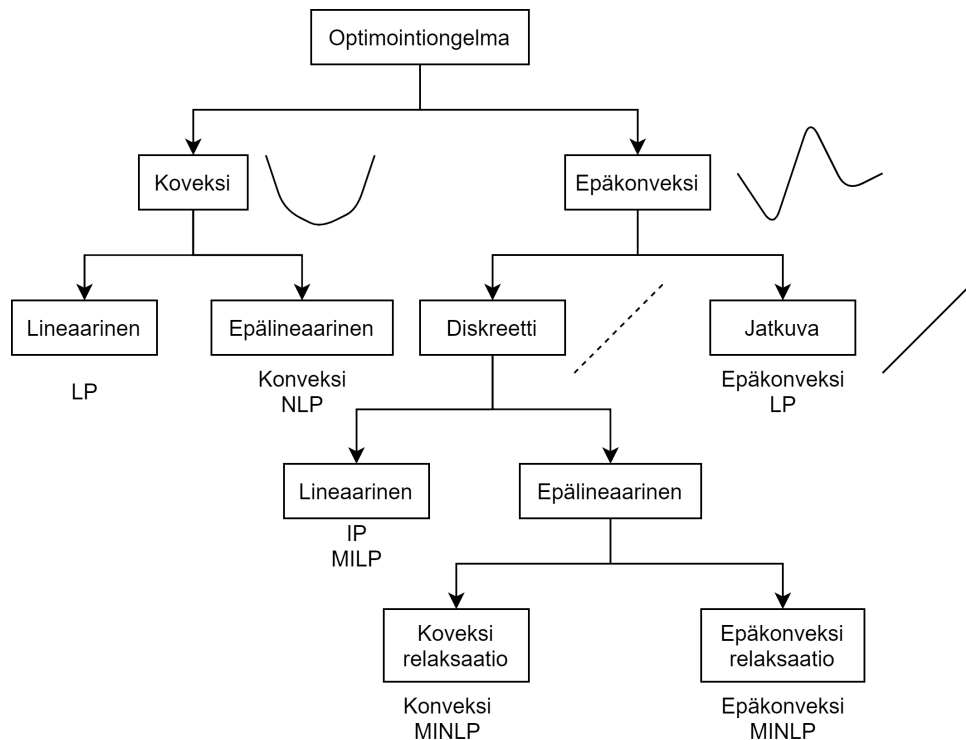 Optimointiongelma
Koveksi
Epäkonveksi
Lineaarinen
Epälineaarinen
Diskreetti
Jatkuva
LP
Konveksi
NLP
Epäkonveksi
LP
Lineaarinen
Epälineaarinen
IP
MILP
Koveksi
relaksaatio
Epäkonveksi
relaksaatio
Konveksi
MINLP
Epäkonveksi
MINLP